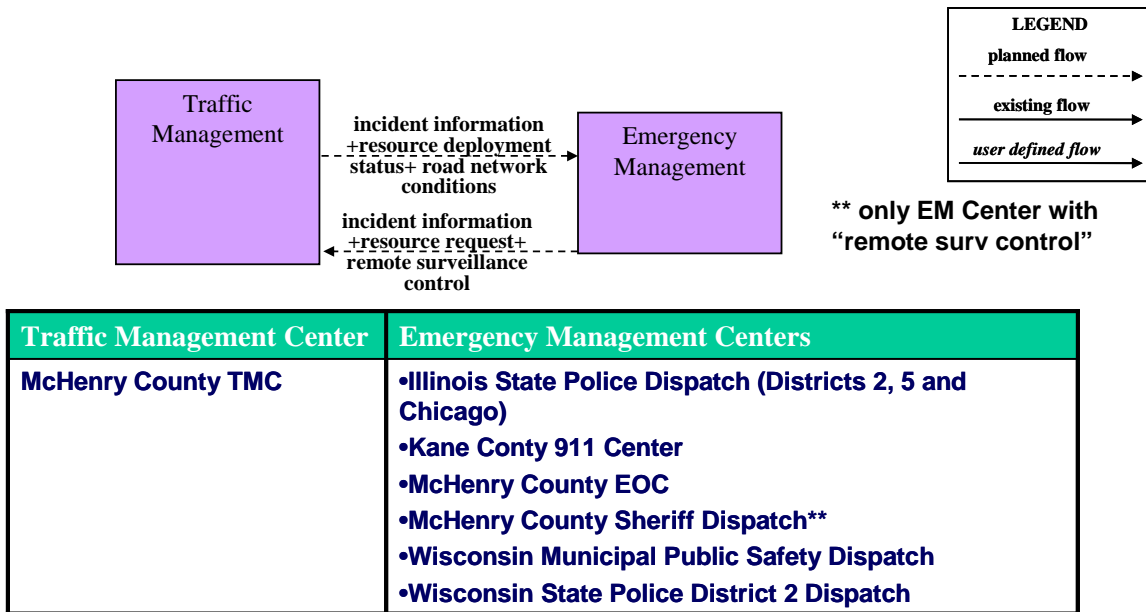 LEGEND
planned flow
existing flow
user defined flow
Traffic
Management
incident information
+resource deployment
status+ road network
conditions
Emergency
Management
incident information
+resource request+
remote surveillance
control
** only EM Center with
“remote surv control”
Traffic Management Center
Emergency Management Centers
McHenry County TMC
•Illinois State Police Dispatch (Districts 2, 5 and
Chicago)
•Kane Conty 911 Center
•McHenry County EOC
•McHenry County Sheriff Dispatch**
•Wisconsin Municipal Public Safety Dispatch
•Wisconsin State Police District 2 Dispatch